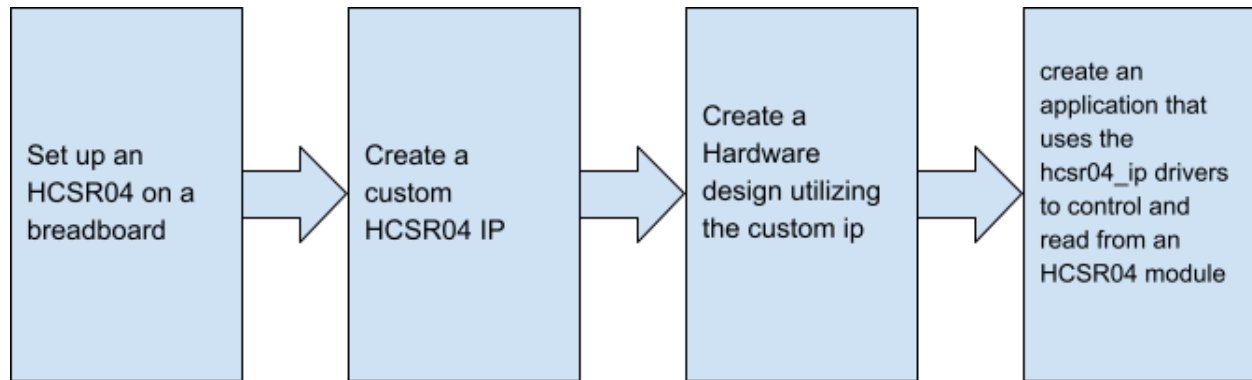 Set up an
HCSR04 on a
breadboard
Create a
custom
HCSR04 IP
Create a
Hardware
design utilizing
the custom ip
create an
application that
uses the
hcsr04_ip drivers
to control and
read from an
HCSR04 module